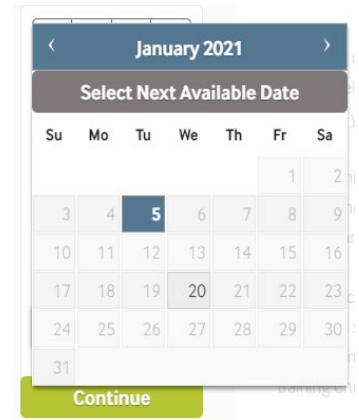 ‹ January 2021 ›
Select Next Available Date
Su Mo Tu We Th Fr Sa
1 2
3 4 5 6 7 8 9
10 11 12 13 14 15 16
17 18 19 20 21 22 23
24 25 26 27 28 29 30
31
Continue